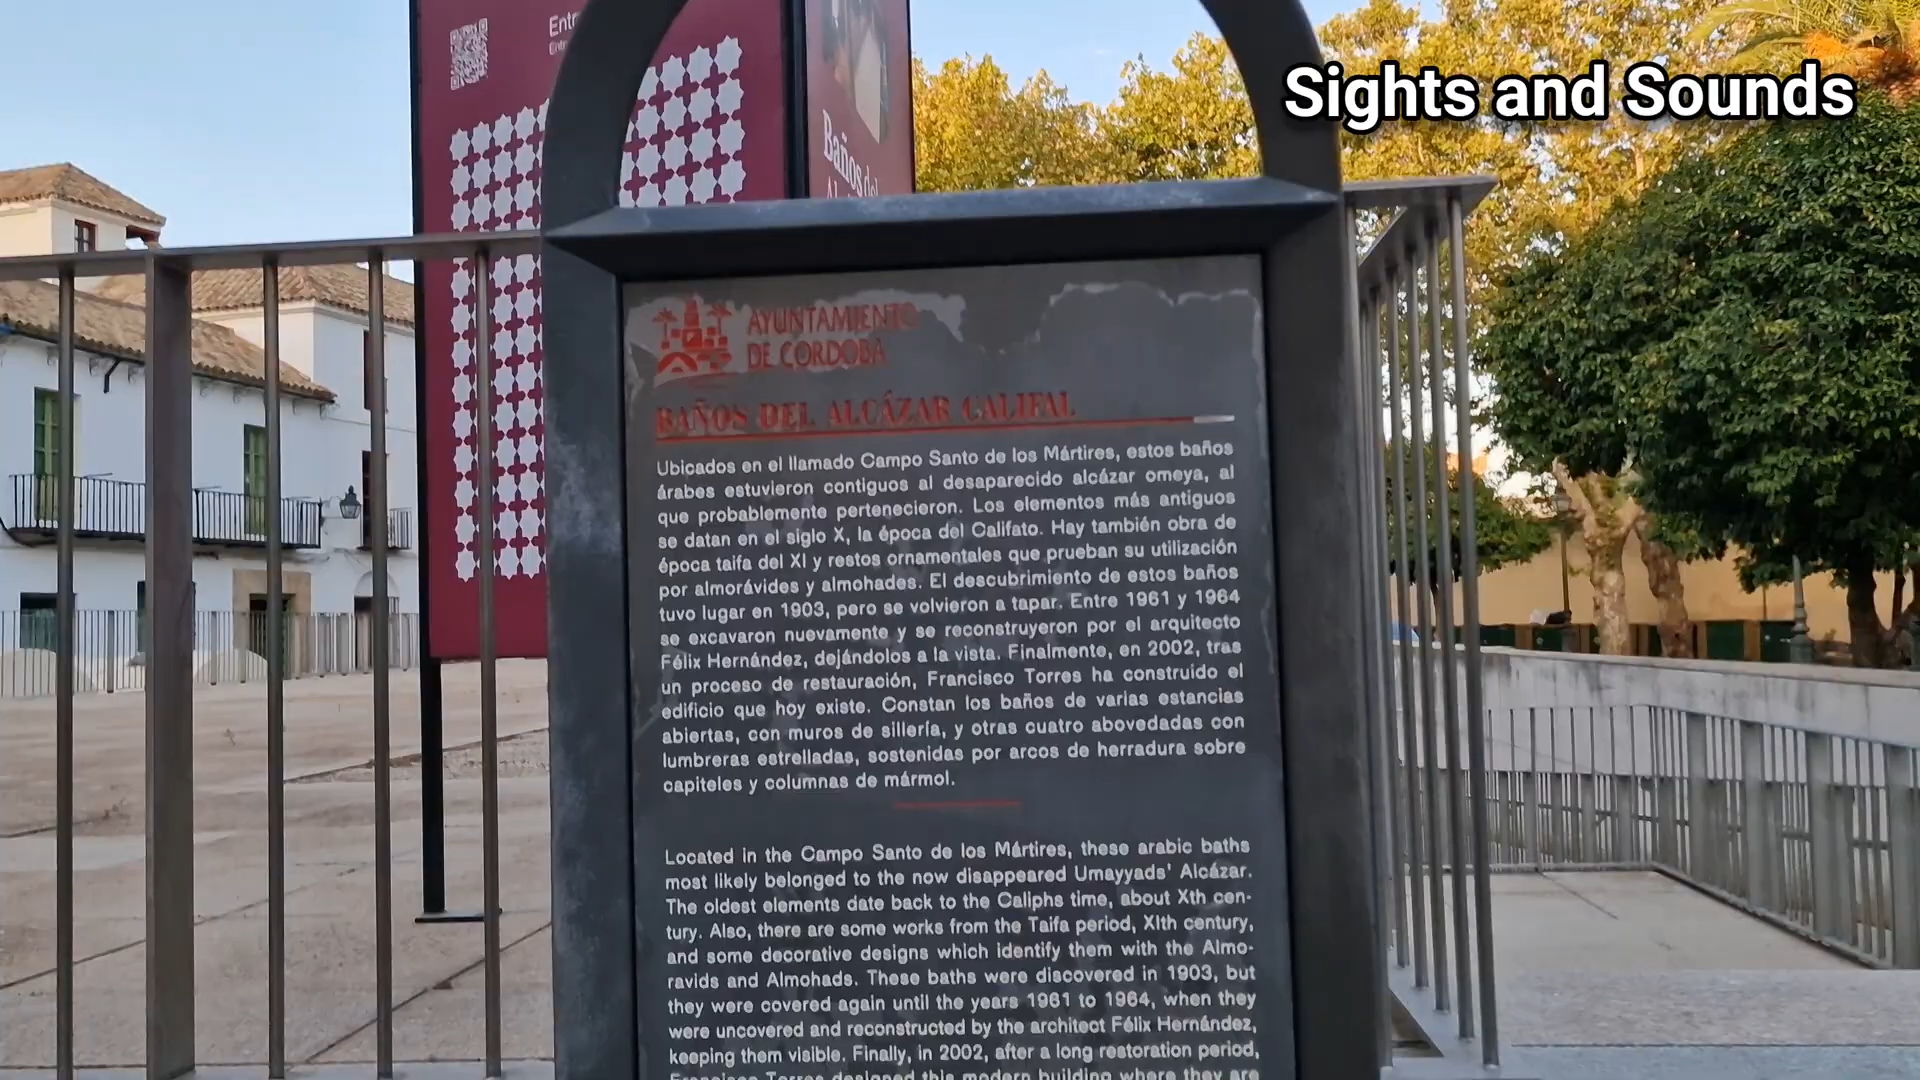 Sights and Sounds
Baños del
AYUNTAMIENTO
DE CORDOBA
BAÑOS DEL ALCÁZAR CALIFAL
Ubicados en el llamado Campo Santo de los Mártires, estos baños
árabes estuvieron contiguos al desaparecido alcázar omeya, al
que probablemente pertenecieron. Los elementos más antiguos
se datan en el siglo X, la época del Califato. Hay también obra de
época taifa del XI y restos ornamentales que prueban su utilización
por almorávides y almohades. El descubrimiento de estos baños
tuvo lugar en 1903, pero se volvieron a tapar. Entre 1961 y 1964
se excavaron nuevamente y se reconstruyeron por el arquitecto
Félix Hernández, dejándolos a la vista. Finalmente, en 2002, tras
un proceso de restauración, Francisco Torres ha construido el
edificio que hoy existe. Constan los baños de varias estancias
abiertas, con muros de sillería, y otras cuatro abovedadas con
lumbreras estrelladas, sostenidas por arcos de herradura sobre
capiteles y columnas de mármol.
Located in the Campo Santo de los Mártires, these arabic baths
most likely belonged to the now disappeared Umayyads' Alcázar.
The oldest elements date back to the Caliphs time, about Xth cen-
tury. Also, there are some works from the Taifa period, XIth century,
and some decorative designs which identify them with the Almo-
ravids and Almohads. These baths were discovered in 1903, but
they were covered again until the years 1961 to 1964, when they
were uncovered and reconstructed by the architect Félix Hernández,
keeping them visible. Finally, in 2002, after a long restoration period,
Francisco Torres designed this modern building where they are